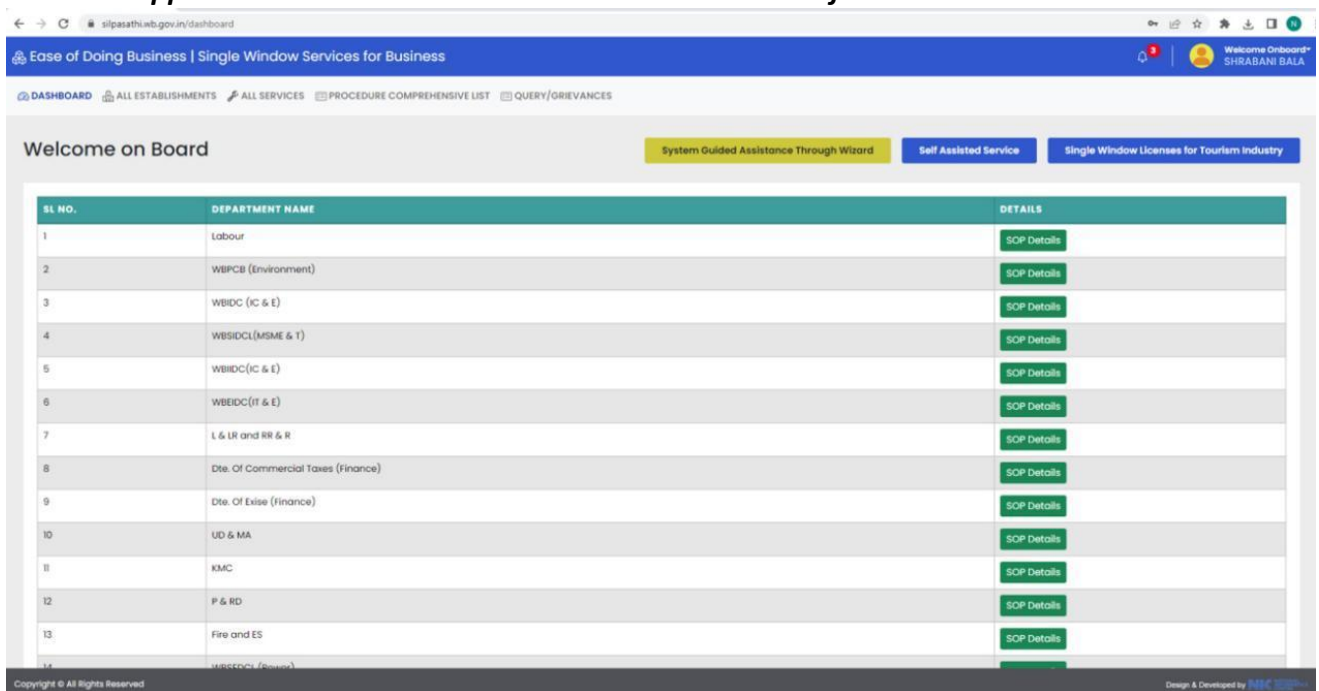 silpasathi.wb.gov.in/dashboard
N
Ease of Doing Business | Single Window Services for Business
3
Welcome Onboard
SHRABANI BALA
DASHBOARD ALL ESTABLISHMENTS ALL SERVICES PROCEDURE COMPREHENSIVE LIST QUERY/GRIEVANCES
Welcome on Board
System Guided Assistance Through Wizard Self Assisted Service Single Window Licenses for Tourism Industry
SL NO. DEPARTMENT NAME DETAILS
1 Labour SOP Details
2 WBPCB (Environment) SOP Details
3 WBIDC (IC & E) SOP Details
4 WBSIDCL(MSME & T) SOP Details
5 WBIIDC(IC & E) SOP Details
6 WBEIDC(IT & E) SOP Details
7 L & LR and RR & R SOP Details
8 Dte. Of Commercial Taxes (Finance) SOP Details
9 Dte. Of Exise (Finance) SOP Details
10 UD & MA SOP Details
11 KMC SOP Details
12 P & RD SOP Details
13 Fire and ES SOP Details
14 WBSEDCL (Power)
Copyright © All Rights Reserved
Design & Developed by NIC